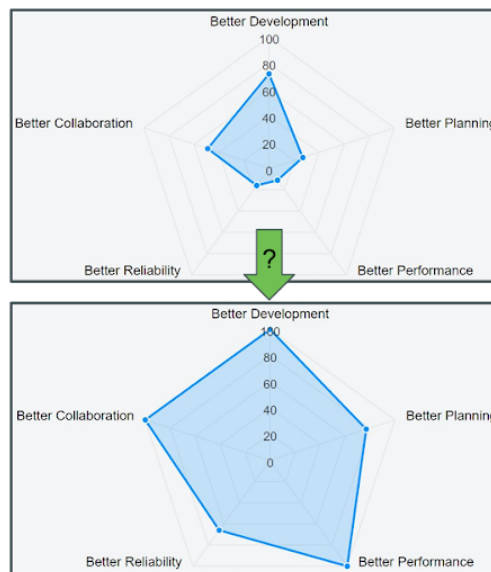 Better Development
100
80
Better Collaboration
Better Planning
60
40
20
0
Better Reliability
Better Performance
?
Better Development
100
80
Better Collaboration
Better Planning
60
40
20
0
Better Reliability
Better Performance